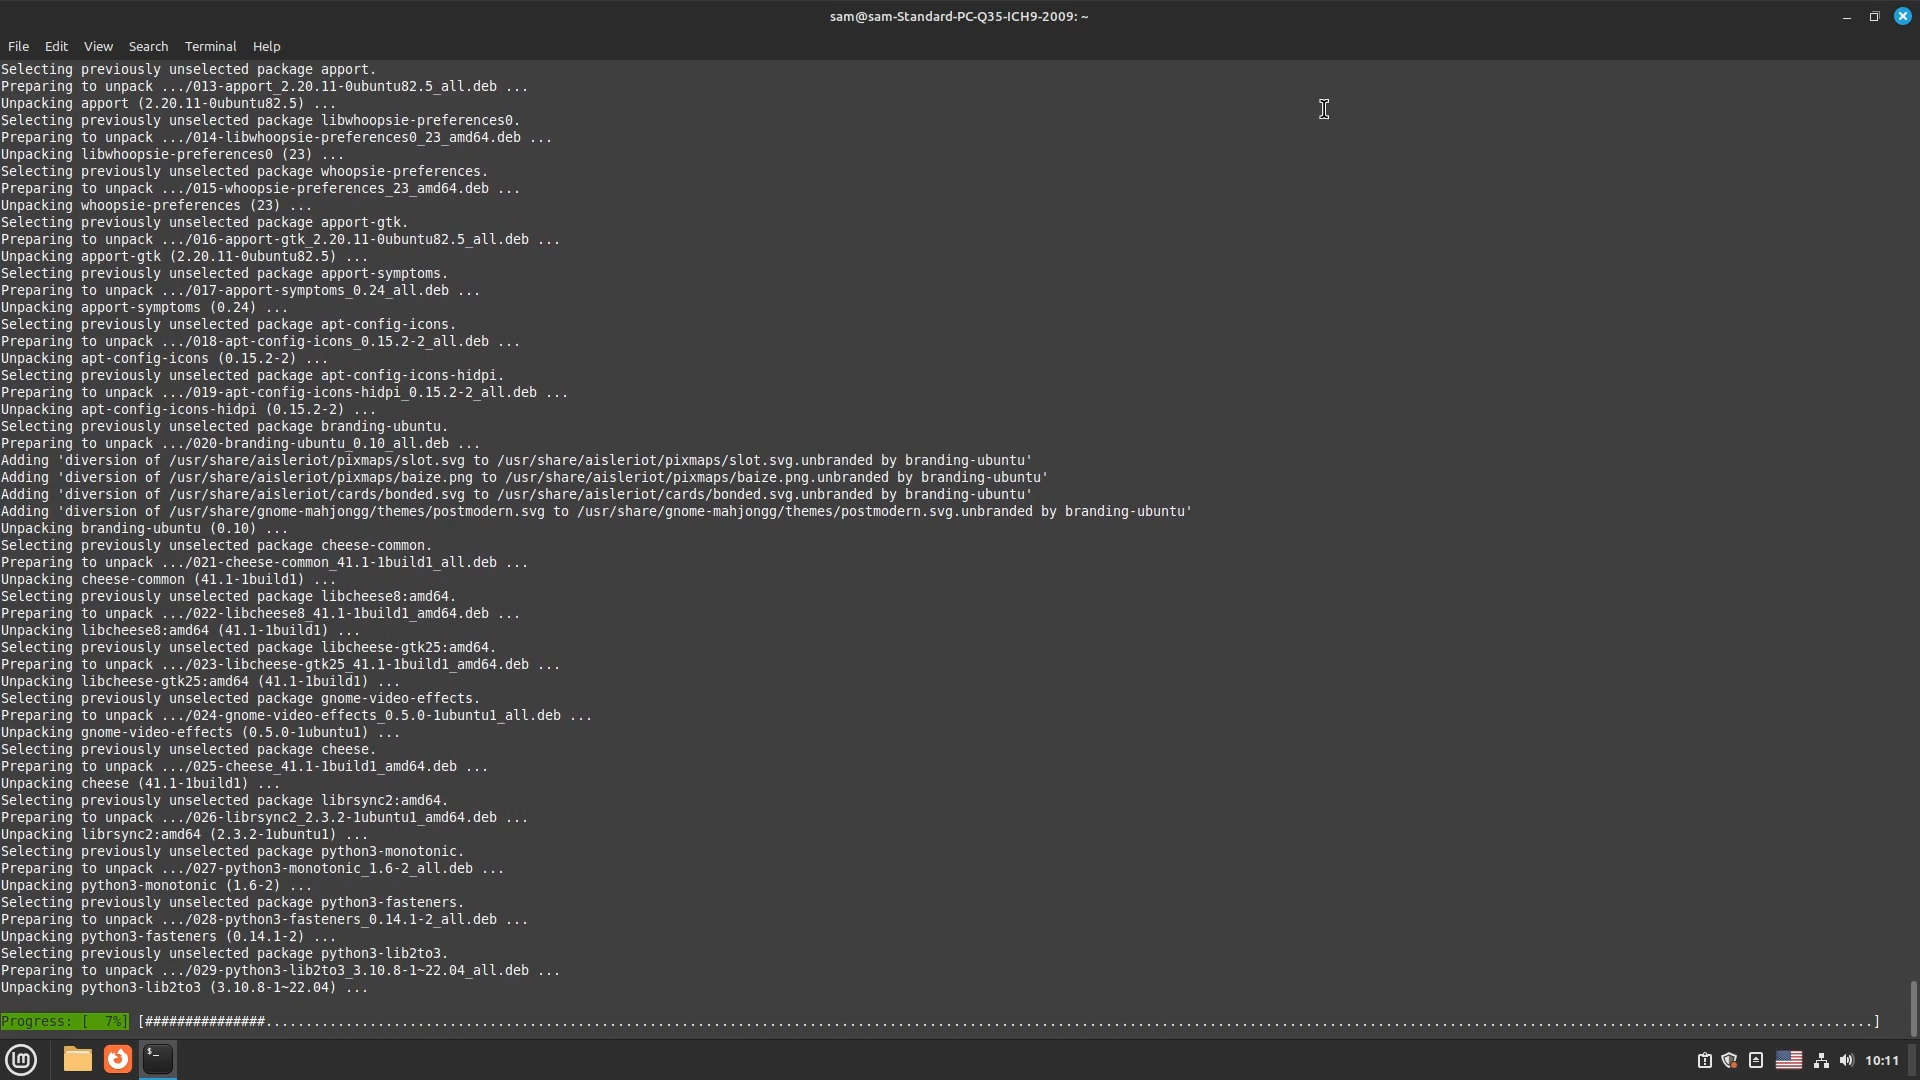 sam@sam-Standard-PC-Q35-ICH9-2009: ~
File Edit View Search Terminal Help
Selecting previously unselected package apport.
Preparing to unpack .../013-apport_2.20.11-0ubuntu82.5_all.deb ...
Unpacking apport (2.20.11-0ubuntu82.5) ...
Selecting previously unselected package libwhoopsie-preferences0.
Preparing to unpack .../014-libwhoopsie-preferences0_23_amd64.deb ...
Unpacking libwhoopsie-preferences0 (23) ...
Selecting previously unselected package whoopsie-preferences.
Preparing to unpack .../015-whoopsie-preferences_23_amd64.deb ...
Unpacking whoopsie-preferences (23) ...
Selecting previously unselected package apport-gtk.
Preparing to unpack .../016-apport-gtk_2.20.11-0ubuntu82.5_all.deb ...
Unpacking apport-gtk (2.20.11-0ubuntu82.5) ...
Selecting previously unselected package apport-symptoms.
Preparing to unpack .../017-apport-symptoms_0.24_all.deb ...
Unpacking apport-symptoms (0.24) ...
Selecting previously unselected package apt-config-icons.
Preparing to unpack .../018-apt-config-icons_0.15.2-2_all.deb ...
Unpacking apt-config-icons (0.15.2-2) ...
Selecting previously unselected package apt-config-icons-hidpi.
Preparing to unpack .../019-apt-config-icons-hidpi_0.15.2-2_all.deb ...
Unpacking apt-config-icons-hidpi (0.15.2-2) ...
Selecting previously unselected package branding-ubuntu.
Preparing to unpack .../020-branding-ubuntu_0.10_all.deb ...
Adding 'diversion of /usr/share/aisleriot/pixmaps/slot.svg to /usr/share/aisleriot/pixmaps/slot.svg.unbranded by branding-ubuntu'
Adding 'diversion of /usr/share/aisleriot/pixmaps/baize.png to /usr/share/aisleriot/pixmaps/baize.png.unbranded by branding-ubuntu'
Adding 'diversion of /usr/share/aisleriot/cards/bonded.svg to /usr/share/aisleriot/cards/bonded.svg.unbranded by branding-ubuntu'
Adding 'diversion of /usr/share/gnome-mahjongg/themes/postmodern.svg to /usr/share/gnome-mahjongg/themes/postmodern.svg.unbranded by branding-ubuntu'
Unpacking branding-ubuntu (0.10) ...
Selecting previously unselected package cheese-common.
Preparing to unpack .../021-cheese-common_41.1-1build1_all.deb ...
Unpacking cheese-common (41.1-1build1) ...
Selecting previously unselected package libcheese8:amd64.
Preparing to unpack .../022-libcheese8_41.1-1build1_amd64.deb ...
Unpacking libcheese8:amd64 (41.1-1build1) ...
Selecting previously unselected package libcheese-gtk25:amd64.
Preparing to unpack .../023-libcheese-gtk25_41.1-1build1_amd64.deb ...
Unpacking libcheese-gtk25:amd64 (41.1-1build1) ...
Selecting previously unselected package gnome-video-effects.
Preparing to unpack .../024-gnome-video-effects_0.5.0-1ubuntu1_all.deb ...
Unpacking gnome-video-effects (0.5.0-1ubuntu1) ...
Selecting previously unselected package cheese.
Preparing to unpack .../025-cheese_41.1-1build1_amd64.deb ...
Unpacking cheese (41.1-1build1) ...
Selecting previously unselected package librsync2:amd64.
Preparing to unpack .../026-librsync2_2.3.2-1ubuntu1_amd64.deb ...
Unpacking librsync2:amd64 (2.3.2-1ubuntu1) ...
Selecting previously unselected package python3-monotonic.
Preparing to unpack .../027-python3-monotonic_1.6-2_all.deb ...
Unpacking python3-monotonic (1.6-2) ...
Selecting previously unselected package python3-fasteners.
Preparing to unpack .../028-python3-fasteners_0.14.1-2_all.deb ...
Unpacking python3-fasteners (0.14.1-2) ...
Selecting previously unselected package python3-lib2to3.
Preparing to unpack .../029-python3-lib2to3_3.10.8-1~22.04_all.deb ...
Unpacking python3-lib2to3 (3.10.8-1~22.04) ...
Progress: [  7%] [###############.........................................................................................................................................................................................................]
10:11